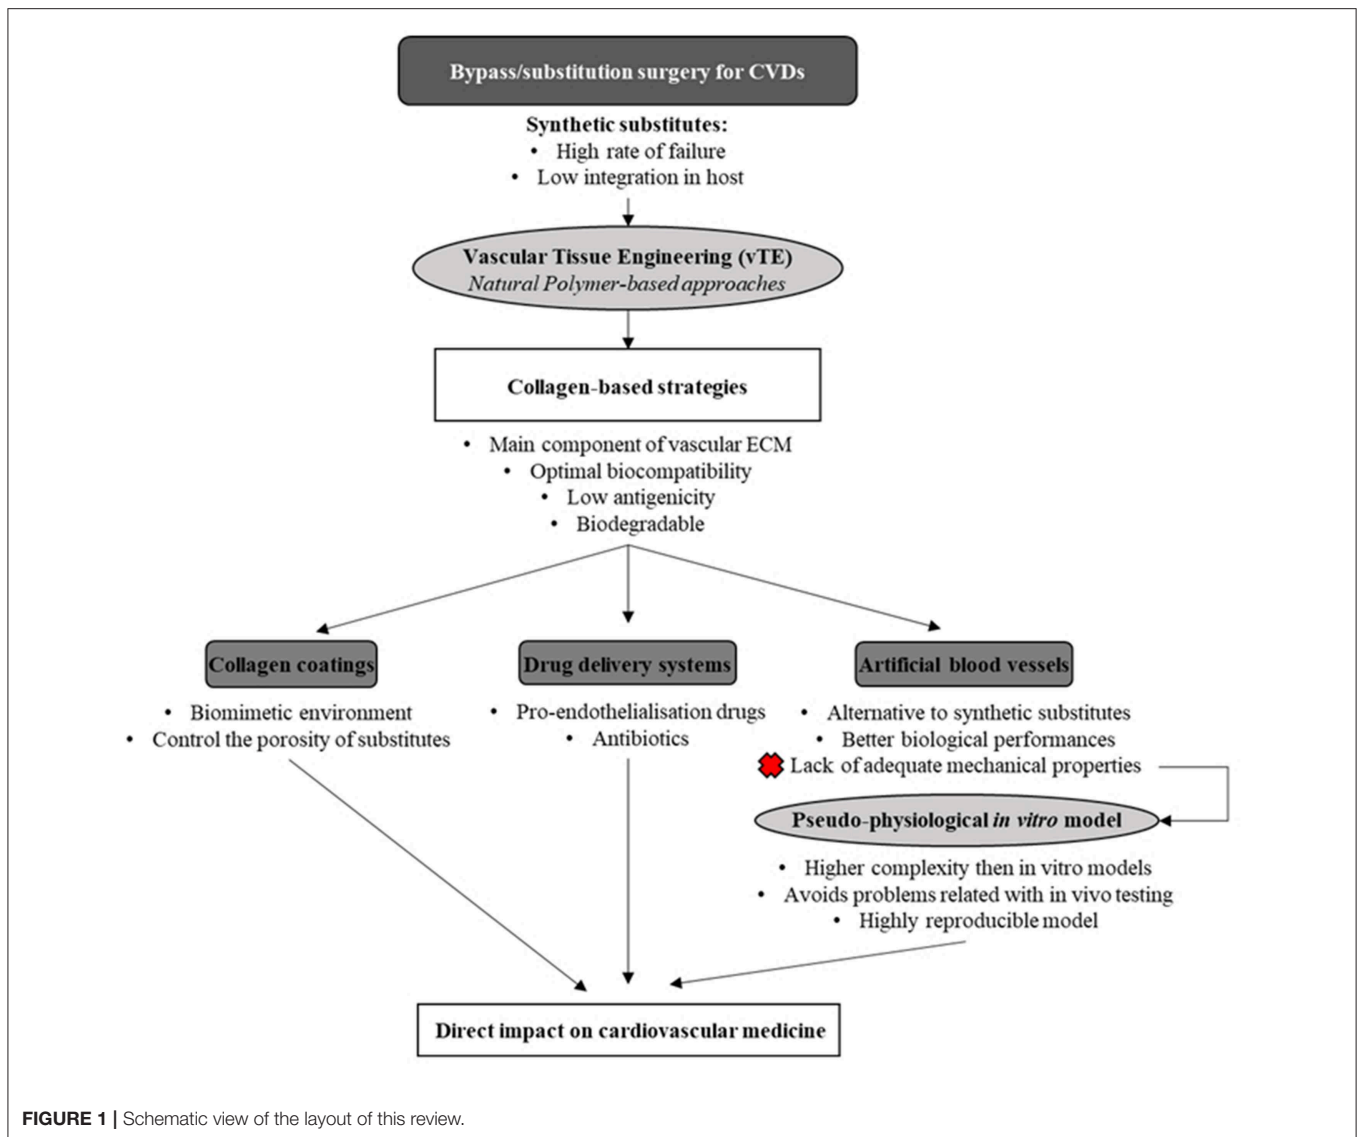 Bypass/substitution surgery for CVDs
Synthetic substitutes:
• High rate of failure
• Low integration in host
Vascular Tissue Engineering (vTE)
Natural Polymer-based approaches
Collagen-based strategies
• Main component of vascular ECM
• Optimal biocompatibility
• Low antigenicity
• Biodegradable
Collagen coatings
• Biomimetic environment
• Control the porosity of substitutes
Drug delivery systems
• Pro-endothelialisation drugs
• Antibiotics
Artificial blood vessels
• Alternative to synthetic substitutes
• Better biological performances
Lack of adequate mechanical properties
Pseudo-physiological in vitro model
• Higher complexity then in vitro models
• Avoids problems related with in vivo testing
• Highly reproducible model
Direct impact on cardiovascular medicine
FIGURE 1 | Schematic view of the layout of this review.